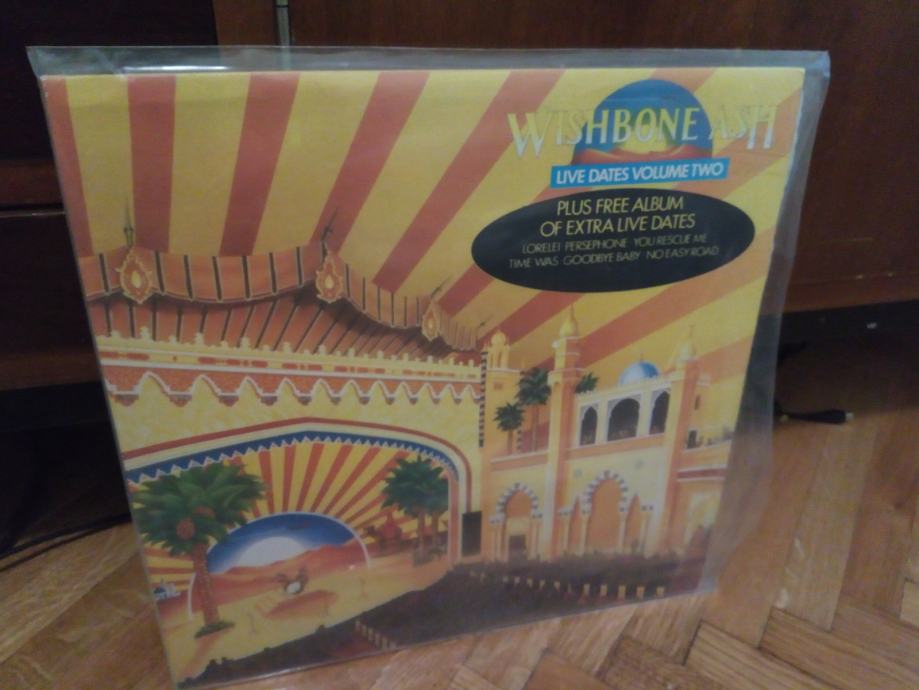 WISHBONE ASH
LIVE DATES VOLUME TWO
PLUS FREE ALBUM
OF EXTRA LIVE DATES
LORELEI PERSEPHONE · YOU RESCUE ME
TIME WAS · GOODBYE BABY · NO EASY ROAD